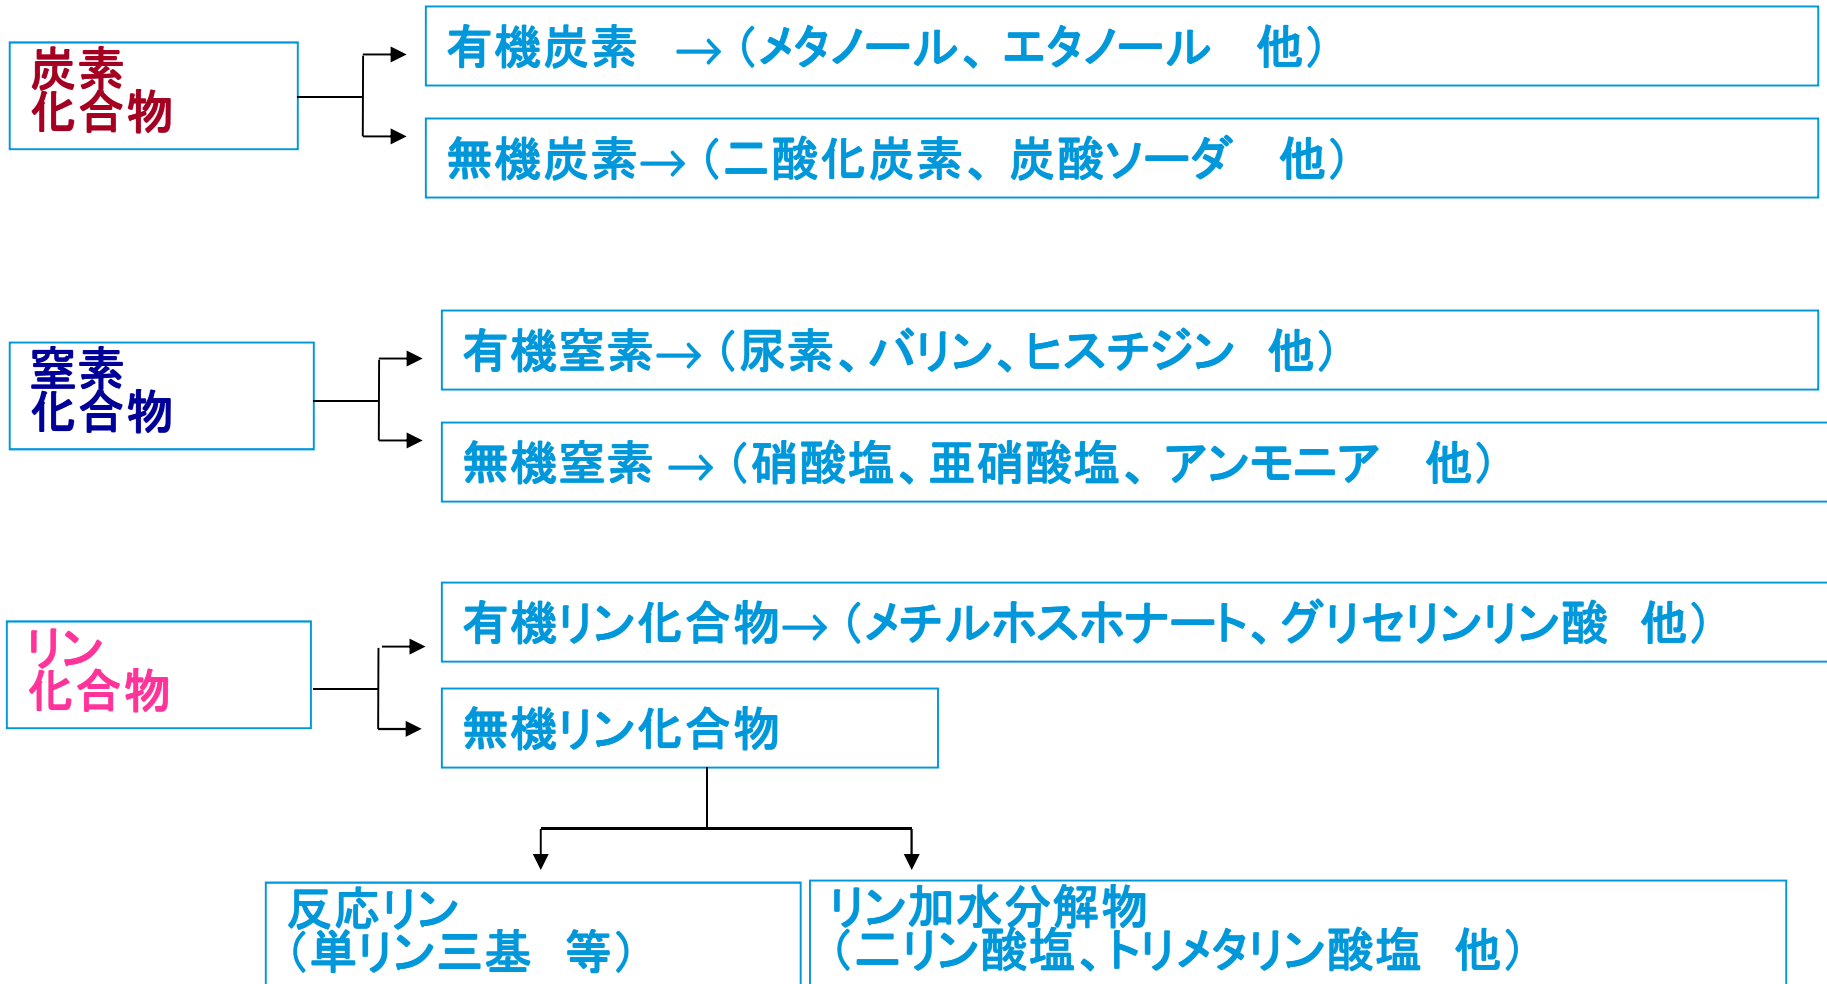 炭素
化合物
有機炭素　→（メタノール、エタノール　他）
無機炭素→（二酸化炭素、炭酸ソーダ　他）
窒素
化合物
有機窒素→（尿素、バリン、ヒスチジン　他）
無機窒素 →（硝酸塩、亜硝酸塩、アンモニア　他）
リン
化合物
有機リン化合物→（メチルホスホナート、グリセリンリン酸　他）
無機リン化合物
反応リン
（単リン三基　等）
リン加水分解物
（ニリン酸塩、トリメタリン酸塩　他）